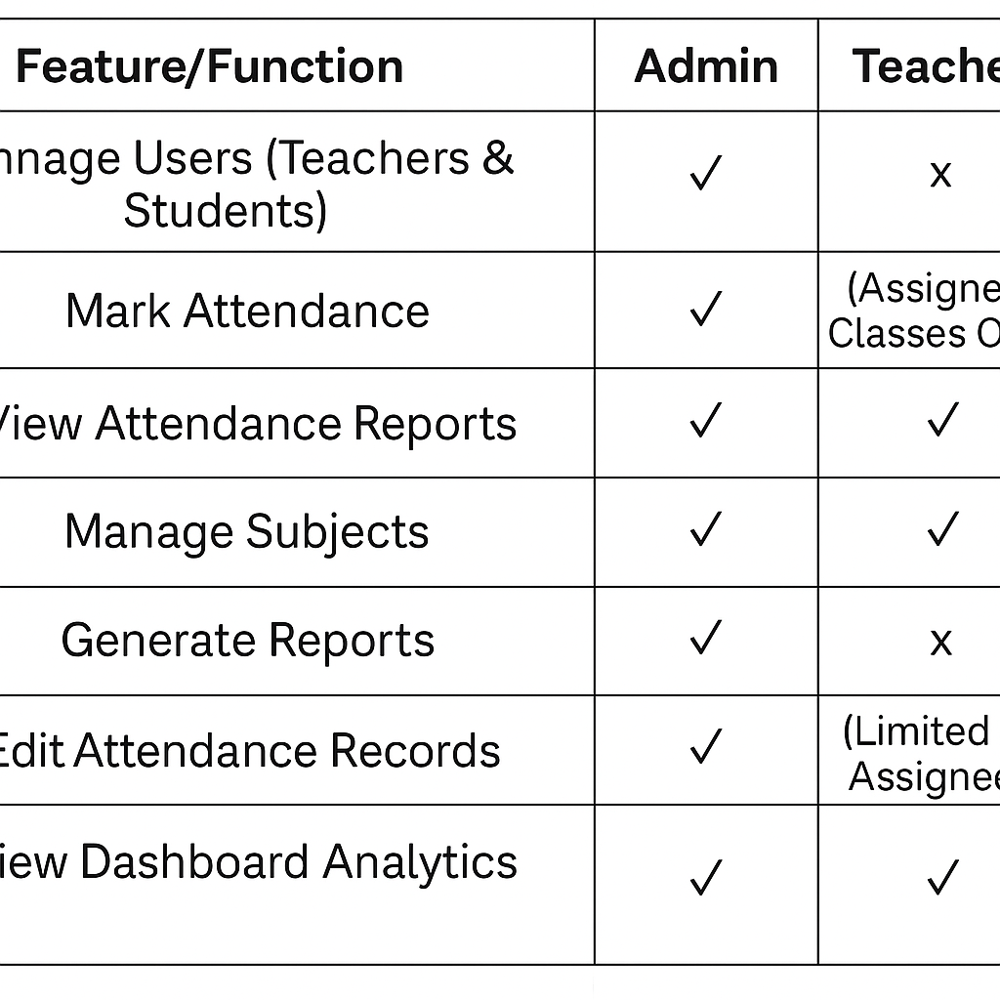 Feature/Function Admin Teache
nnage Users (Teachers &
Students) ✓ x
Mark Attendance ✓ (Assigne
Classes O
View Attendance Reports ✓ ✓
Manage Subjects ✓ ✓
Generate Reports ✓ x
Edit Attendance Records ✓ (Limited
Assignee
iew Dashboard Analytics ✓ ✓